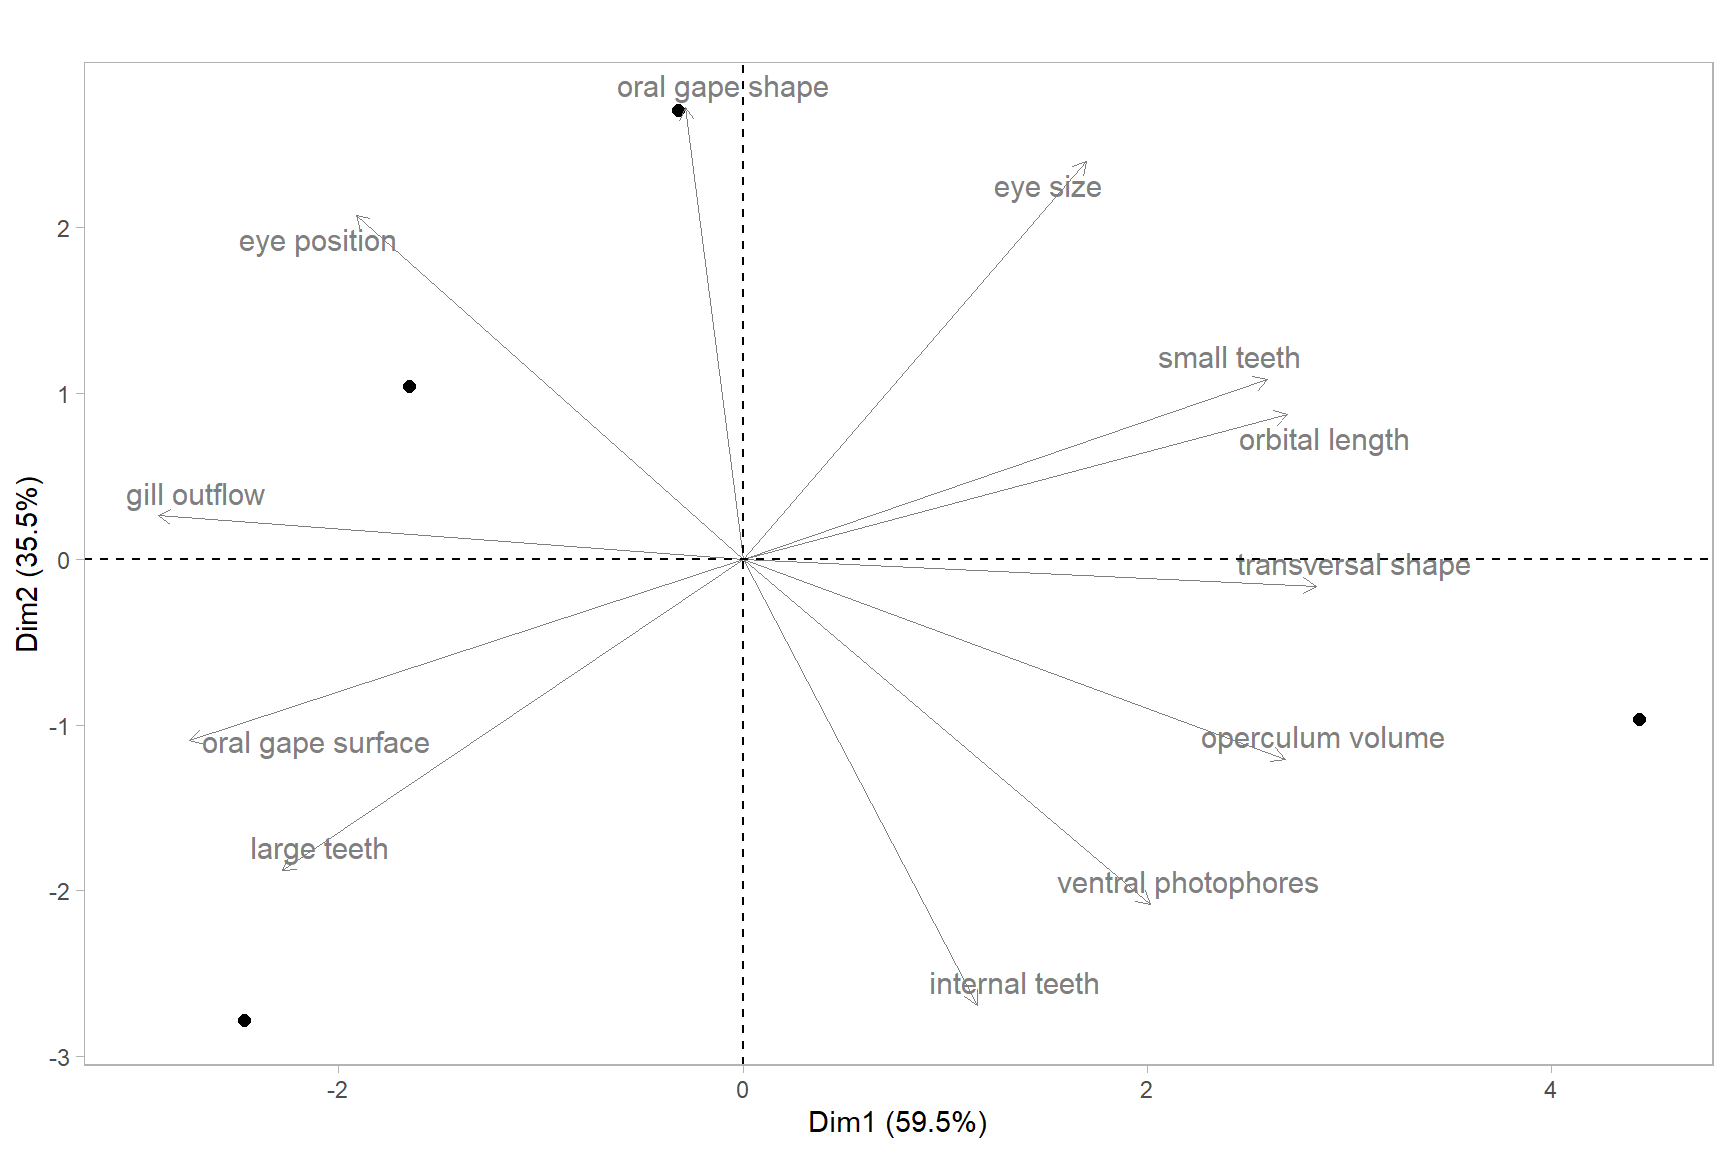 oral gape shape
eye size
eye position
small teeth
orbital length
gill outflow
transversal shape
operculum volume
oral gape surface
large teeth
ventral photophores
internal teeth
2
1
0
-1
-2
-3
Dim2 (35.5%)
-2
0
2
4
Dim1 (59.5%)